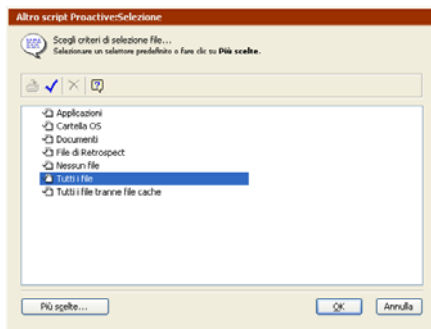 Altro script Proactive:Selezione
Scegli criteri di selezione file...
Selezionare un selettore predefinito o fare clic su Più scelte.
Applicazioni
Cartella OS
Documenti
File di Retrospect
Nessun file
Tutti i file
Tutti i file tranne file cache
Più scelte... OK Annulla